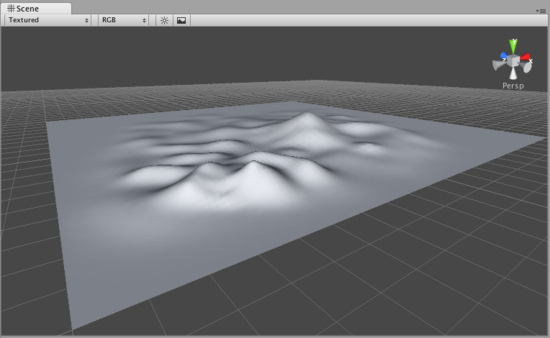 Scene
Textured
RGB
Persp